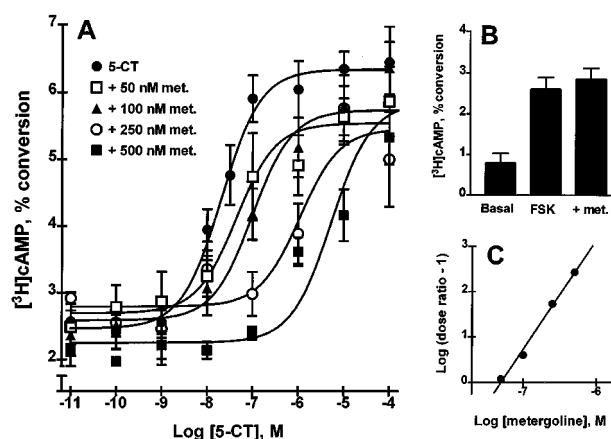 A
7
6
5
4
3
2
[³H]cAMP, % conversion
5-CT
+ 50 nM met.
+ 100 nM met.
+ 250 nM met.
+ 500 nM met.
-11 -10 -9 -8 -7 -6 -5 -4
Log [5-CT], M
B
4
3
2
1
0
[³H]cAMP, % conversion
Basal FSK + met.
C
3
2
1
0
Log (dose ratio - 1)
-7 -6
Log [metergoline], M